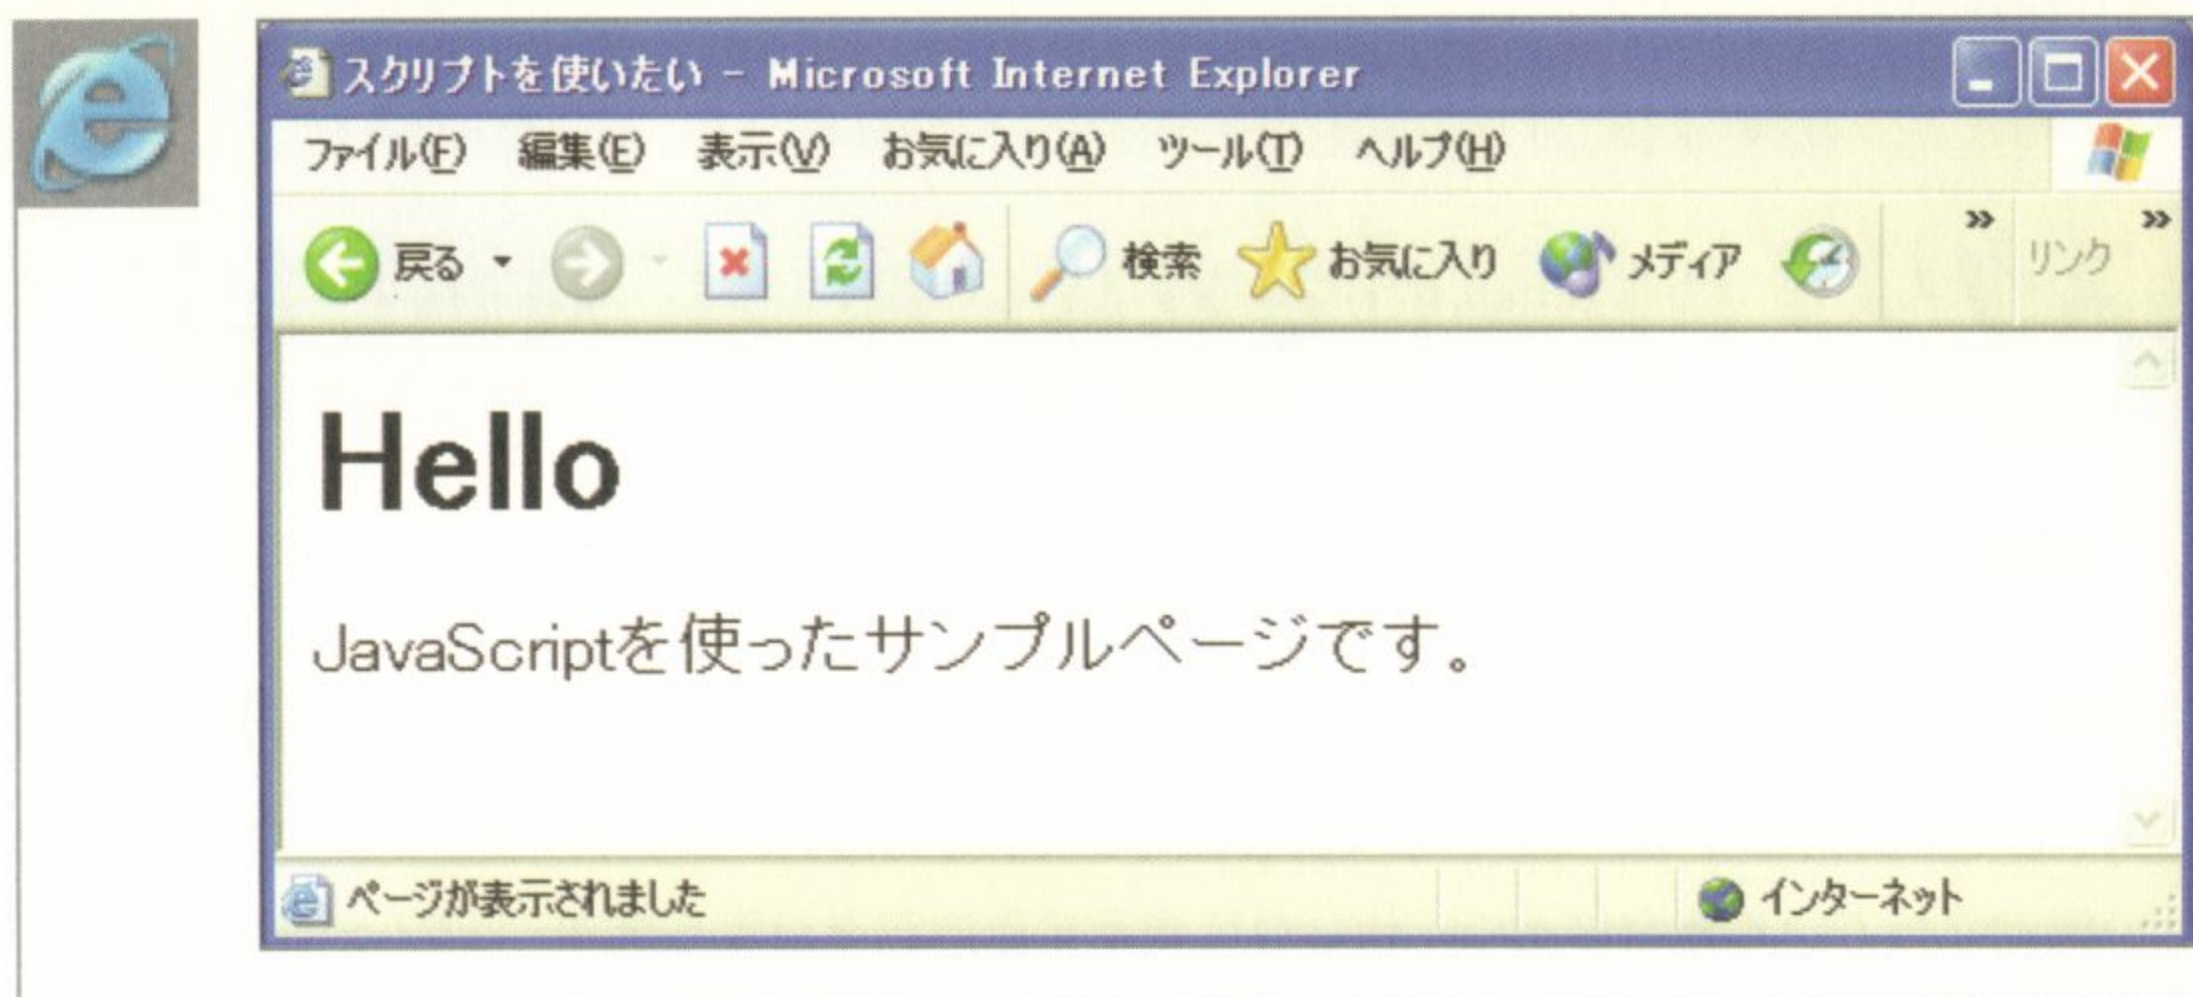 スクリプトを使いたい - Microsoft Internet Explorer
ファイル(F) 編集(E) 表示(V) お気に入り(A) ツール(T) ヘルプ(H)
戻る 検索 お気に入り メディア » リンク »
Hello
JavaScriptを使ったサンプルページです。
ページが表示されました インターネット